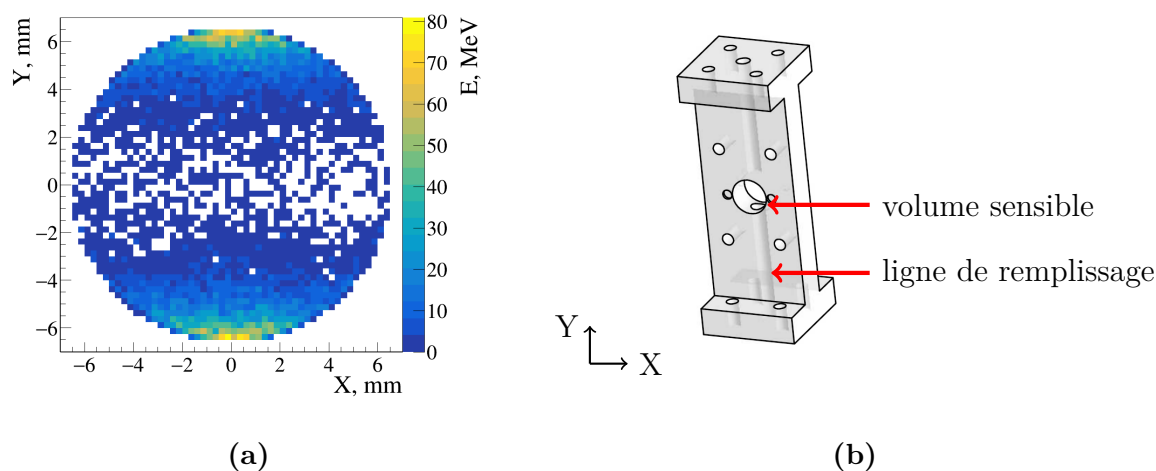 Y, mm
6
4
2
0
−2
−4
−6
−6 −4 −2 0 2 4 6
X, mm
80
70
60
50
40
30
20
10
0
E, MeV
volume sensible
ligne de remplissage
Y
X
(a)
(b)